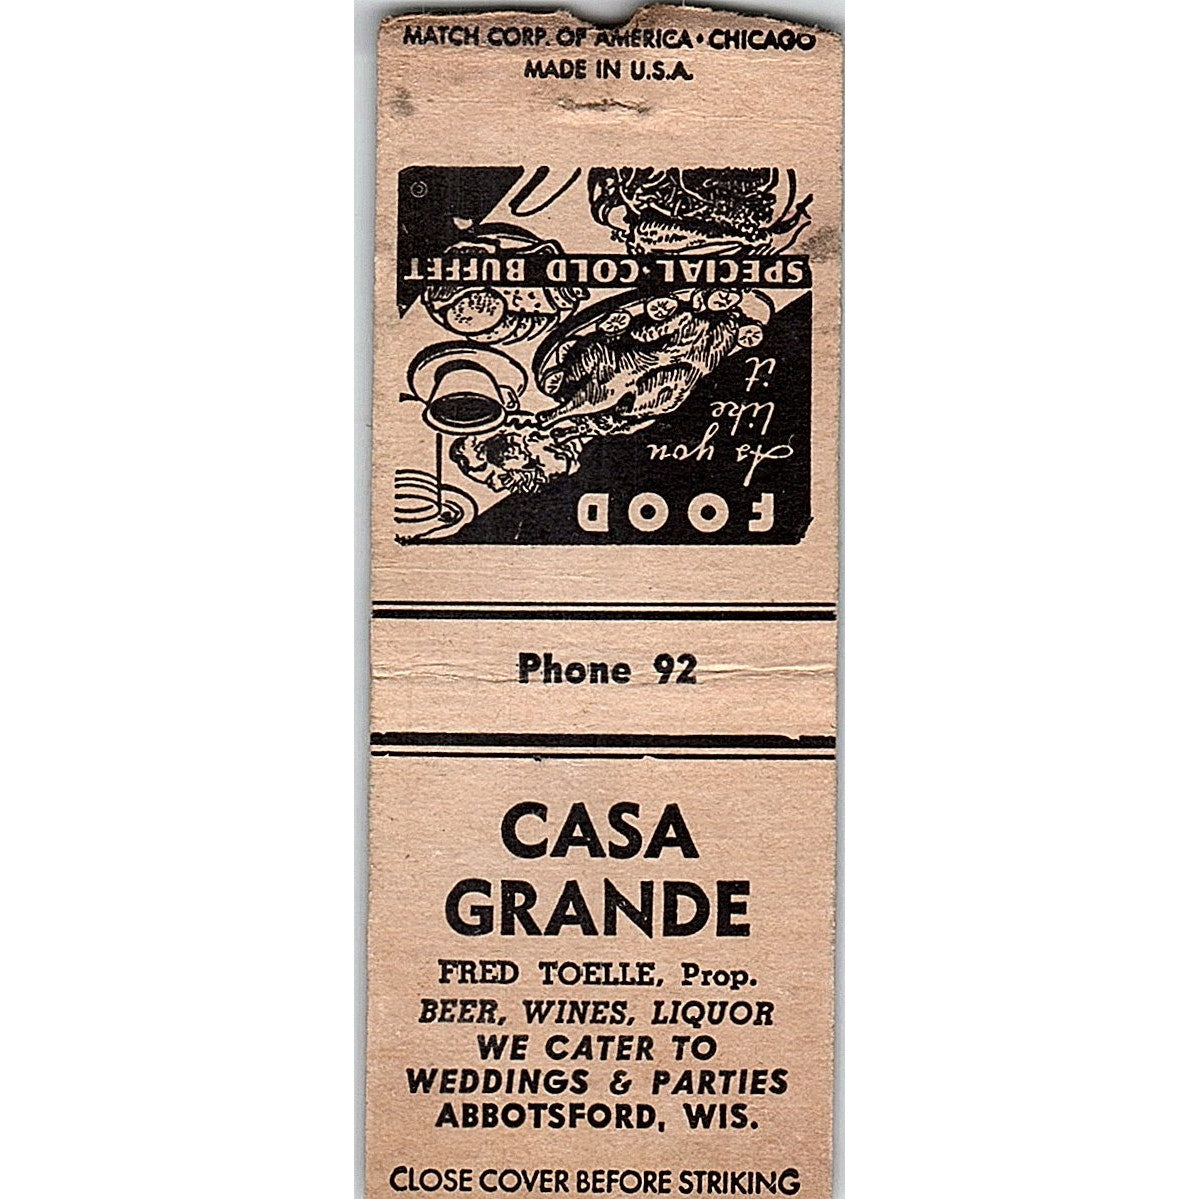 MATCH CORP. OF AMERICA • CHICAGO
MADE IN U.S.A.
FOOD
As you
like
it
SPECIAL • COLD BUFFET
Phone 92
CASA
GRANDE
FRED TOELLE, Prop.
BEER, WINES, LIQUOR
WE CATER TO
WEDDINGS & PARTIES
ABBOTSFORD, WIS.
CLOSE COVER BEFORE STRIKING